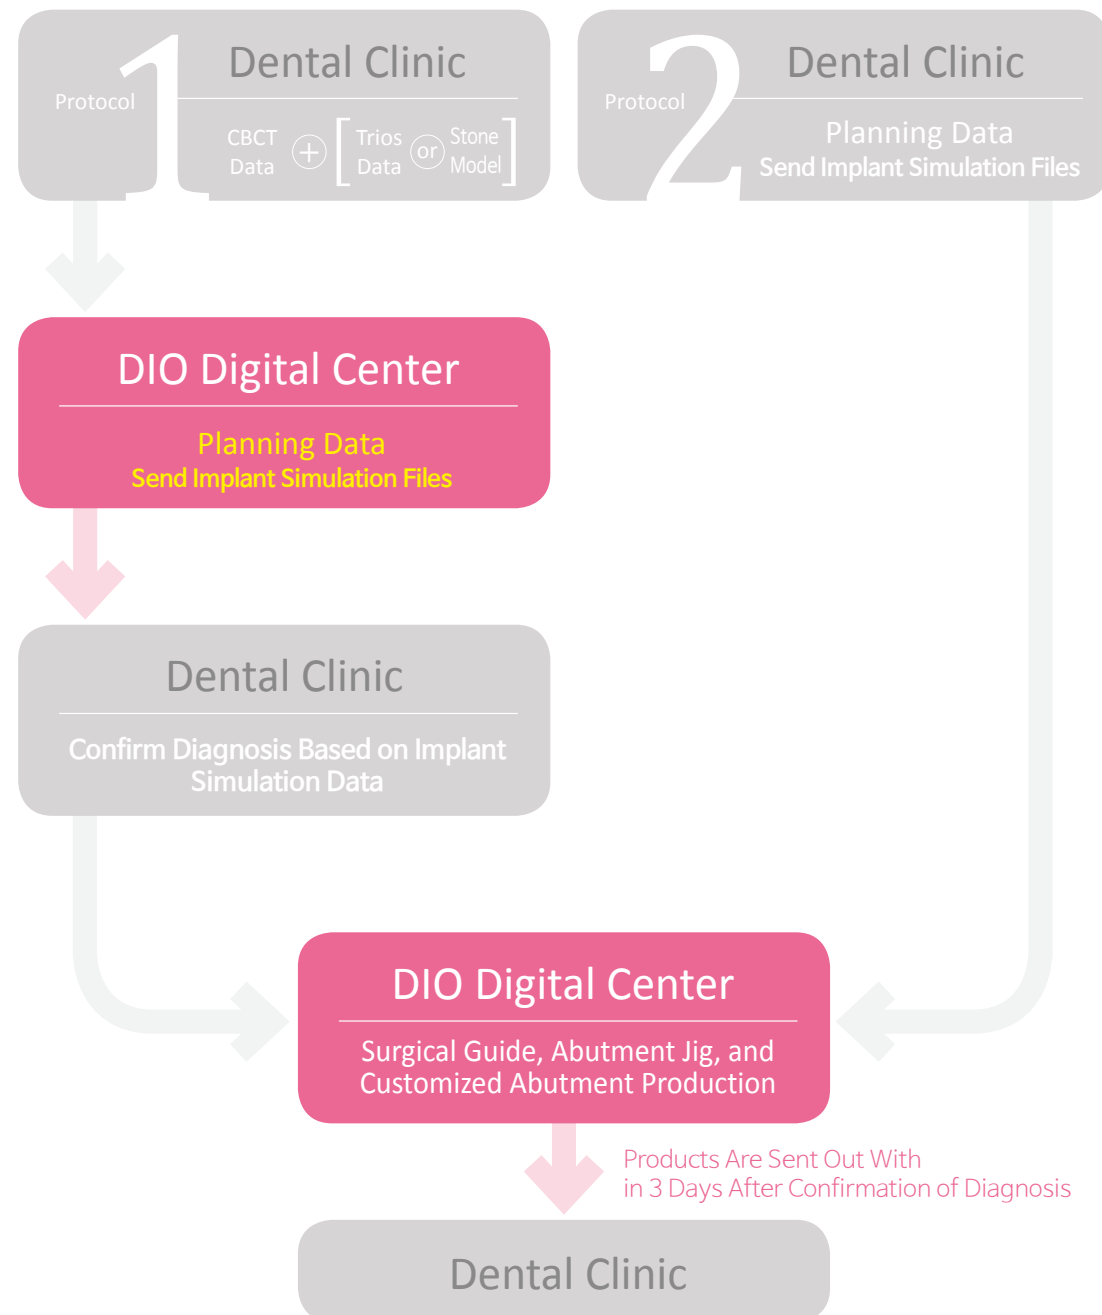 Protocol
1
Dental Clinic
CBCT Data + [ Trios Data or Stone Model ]
Protocol
2
Dental Clinic
Planning Data
Send Implant Simulation Files
DIO Digital Center
Planning Data
Send Implant Simulation Files
Dental Clinic
Confirm Diagnosis Based on Implant
Simulation Data
DIO Digital Center
Surgical Guide, Abutment Jig, and
Customized Abutment Production
Products Are Sent Out With
in 3 Days After Confirmation of Diagnosis
Dental Clinic